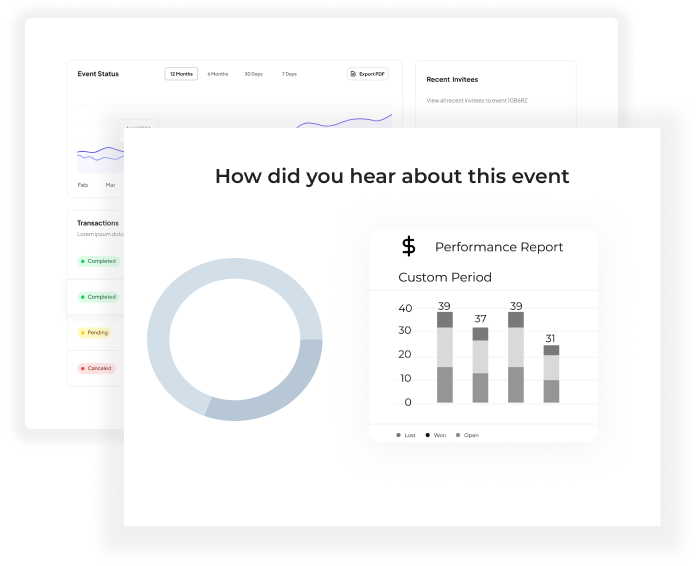 Event Status
12 Months
6 Months
30 Days
7 Days
Export PDF
Recent Invitees
View all recent invitees to event IOB6RZ
Feb
Mar
Transactions
Lorem ipsum dolo
Completed
Completed
Pending
Canceled
How did you hear about this event
Performance Report
Custom Period
40
30
20
10
0
39
37
39
31
Lost
Won
Open